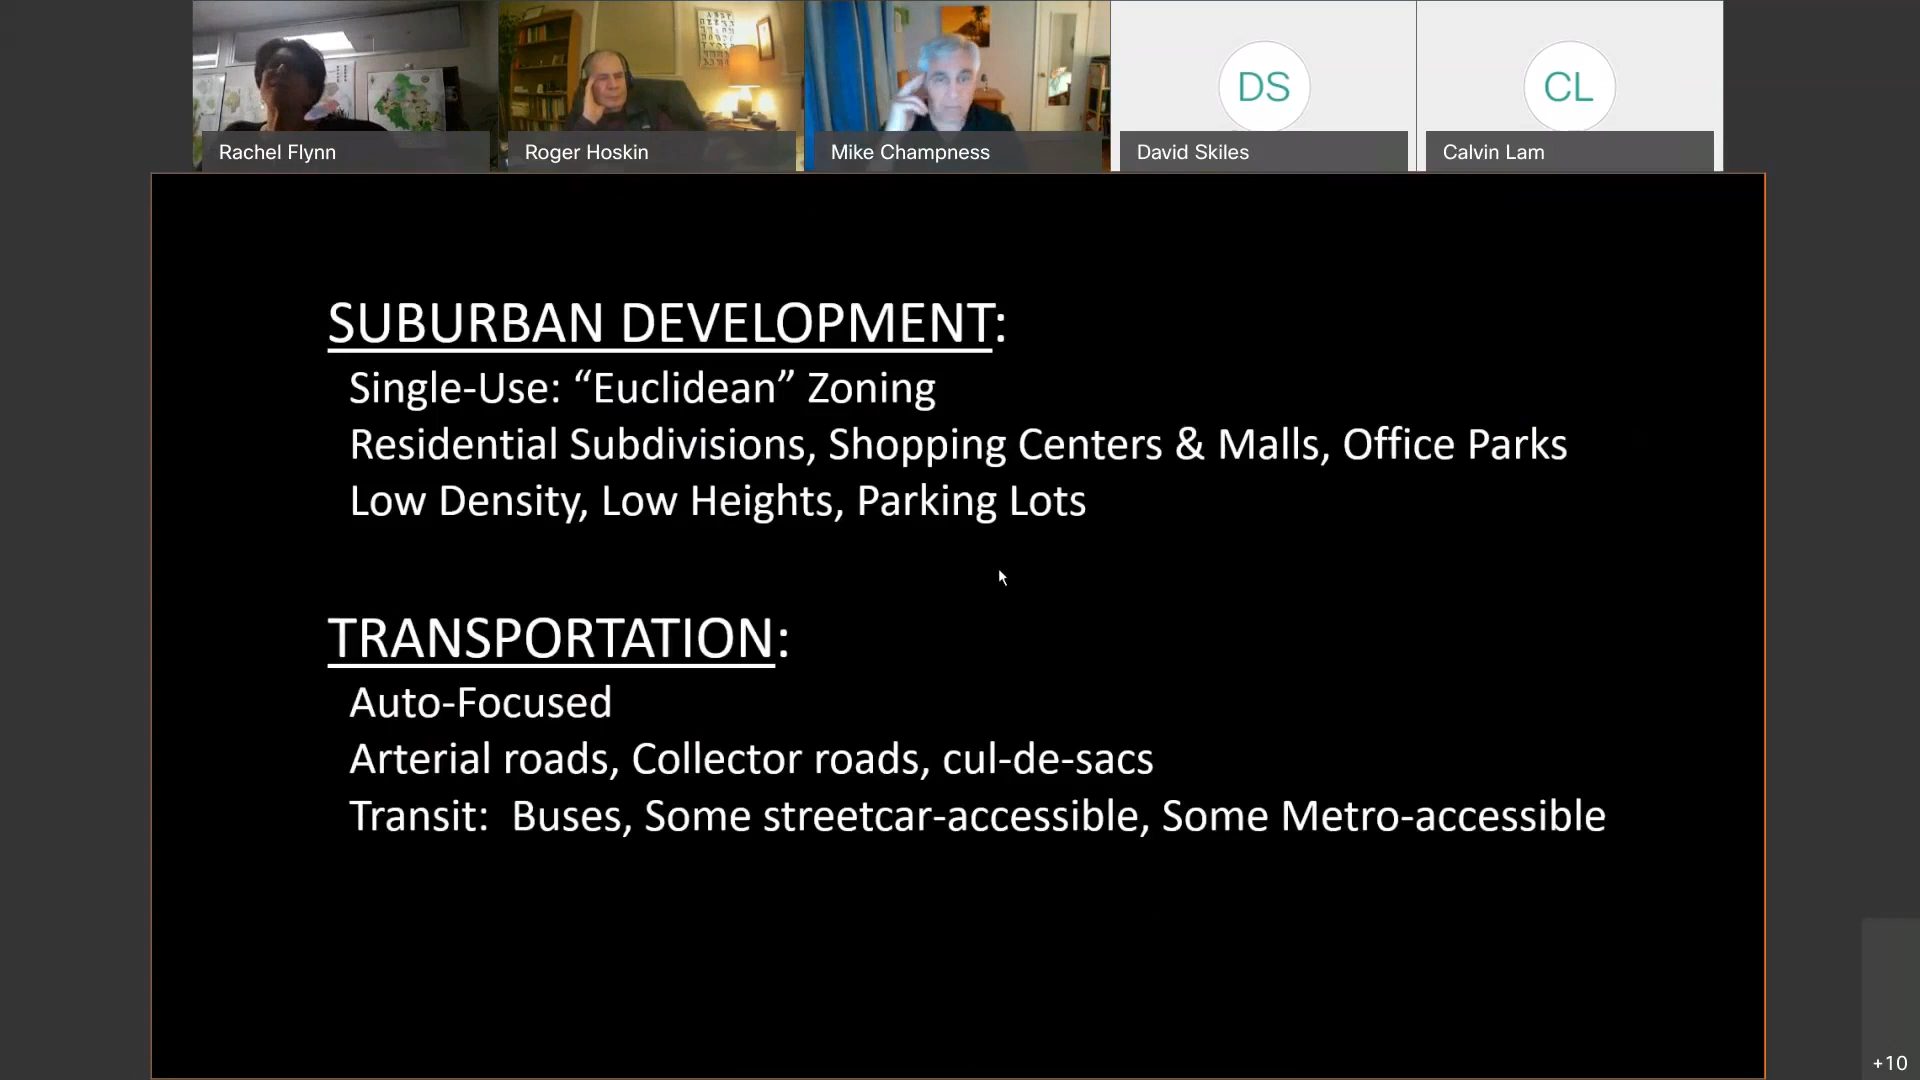 DS
CL
Rachel Flynn
Roger Hoskin
Mike Champness
David Skiles
Calvin Lam
SUBURBAN DEVELOPMENT:
Single-Use: “Euclidean” Zoning
Residential Subdivisions, Shopping Centers & Malls, Office Parks
Low Density, Low Heights, Parking Lots
TRANSPORTATION:
Auto-Focused
Arterial roads, Collector roads, cul-de-sacs
Transit:  Buses, Some streetcar-accessible, Some Metro-accessible
+10